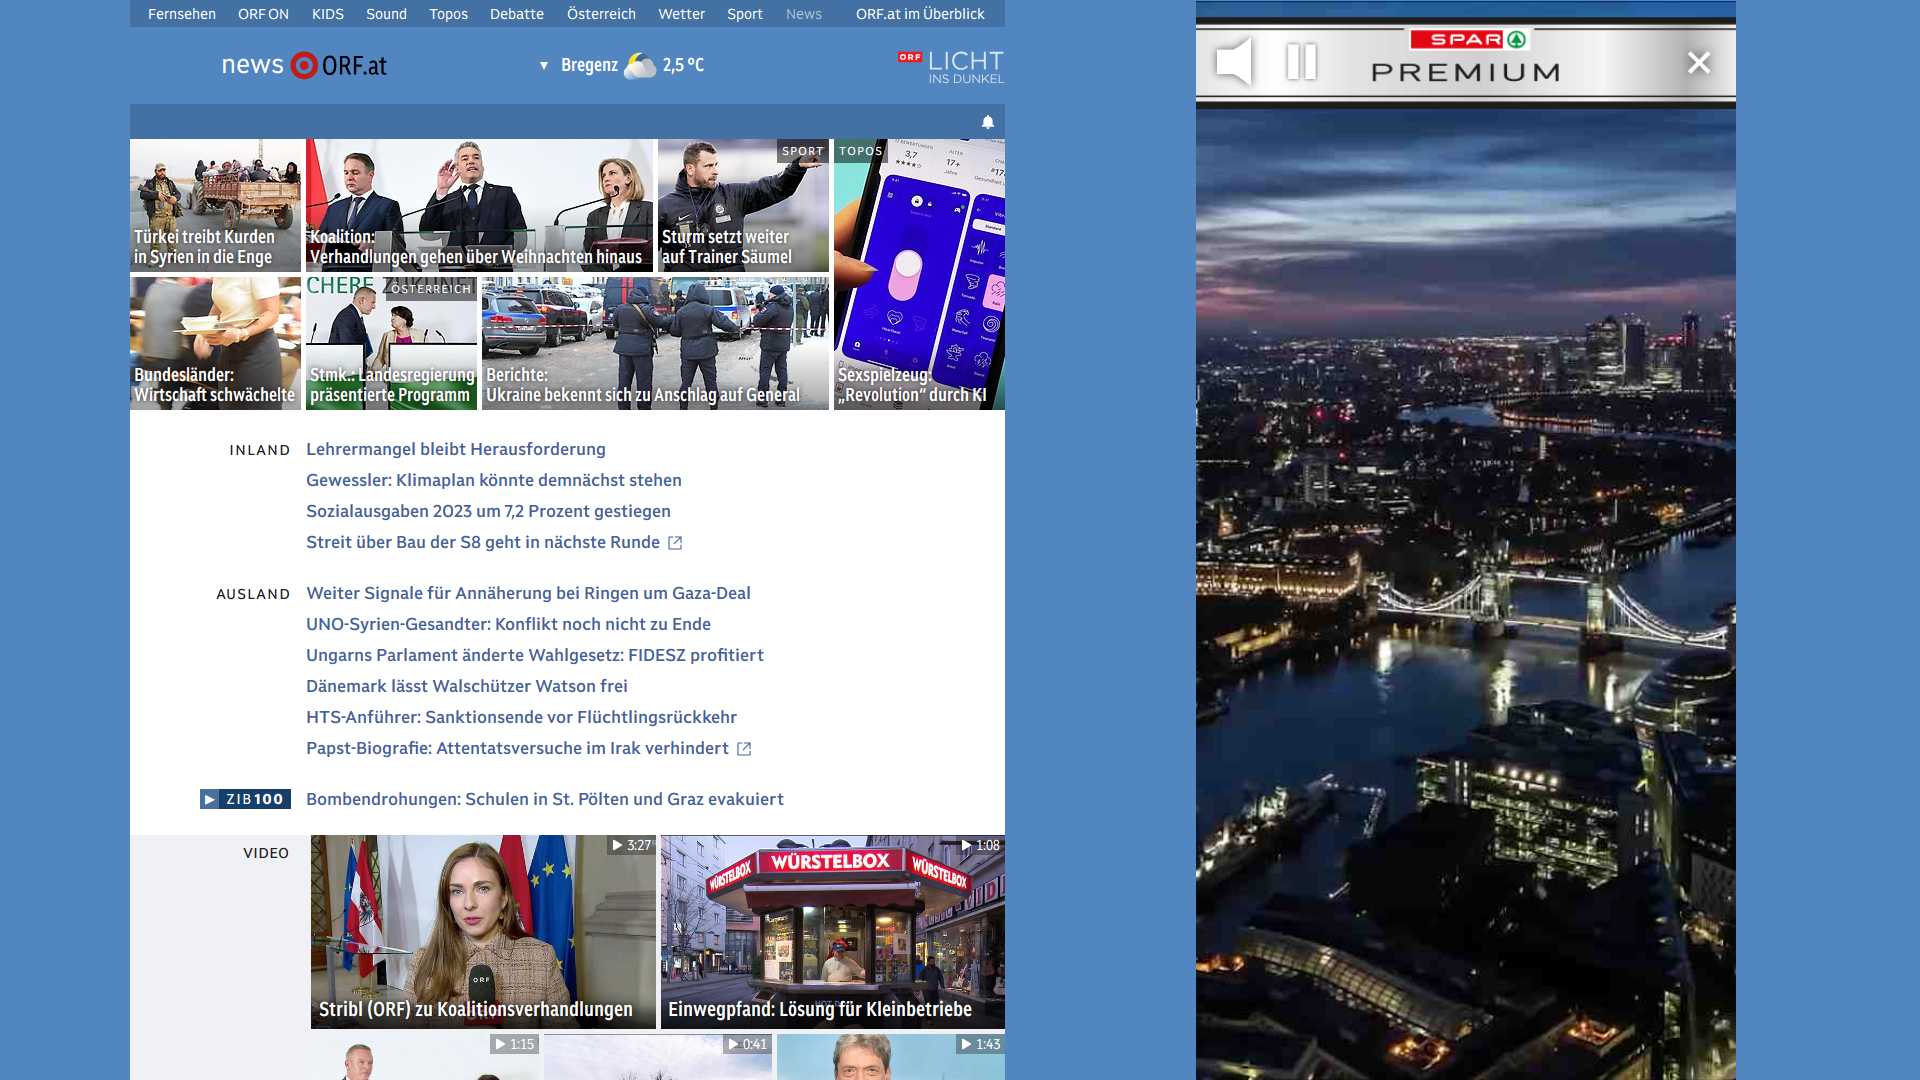 Fernsehen ORF ON KIDS Sound Topos Debatte Österreich Wetter Sport News ORF.at im Überblick
news ORF.at
Bregenz 2,5 °C
ORF LICHT
INS DUNKEL
Türkei treibt Kurden
in Syrien in die Enge
Koalition:
Verhandlungen gehen über Weihnachten hinaus
SPORT
Sturm setzt weiter
auf Trainer Säumel
TOPOS
3,7
17+
Jahre
Bundesländer:
Wirtschaft schwächelte
ÖSTERREICH
Stmk.: Landesregierung
präsentierte Programm
Berichte:
Ukraine bekennt sich zu Anschlag auf General
Sexspielzeug:
„Revolution“ durch KI
INLAND
Lehrermangel bleibt Herausforderung
Gewessler: Klimaplan könnte demnächst stehen
Sozialausgaben 2023 um 7,2 Prozent gestiegen
Streit über Bau der S8 geht in nächste Runde
AUSLAND
Weiter Signale für Annäherung bei Ringen um Gaza-Deal
UNO-Syrien-Gesandter: Konflikt noch nicht zu Ende
Ungarns Parlament änderte Wahlgesetz: FIDESZ profitiert
Dänemark lässt Walschützer Watson frei
HTS-Anführer: Sanktionsende vor Flüchtlingsrückkehr
Papst-Biografie: Attentatsversuche im Irak verhindert
ZIB100
Bombendrohungen: Schulen in St. Pölten und Graz evakuiert
VIDEO
3:27
ORF
Stribl (ORF) zu Koalitionsverhandlungen
1:08
WÜRSTELBOX
WÜRSTELBOX
WÜRSTELBOX
Einwegpfand: Lösung für Kleinbetriebe
1:15
0:41
1:43
SPAR
PREMIUM